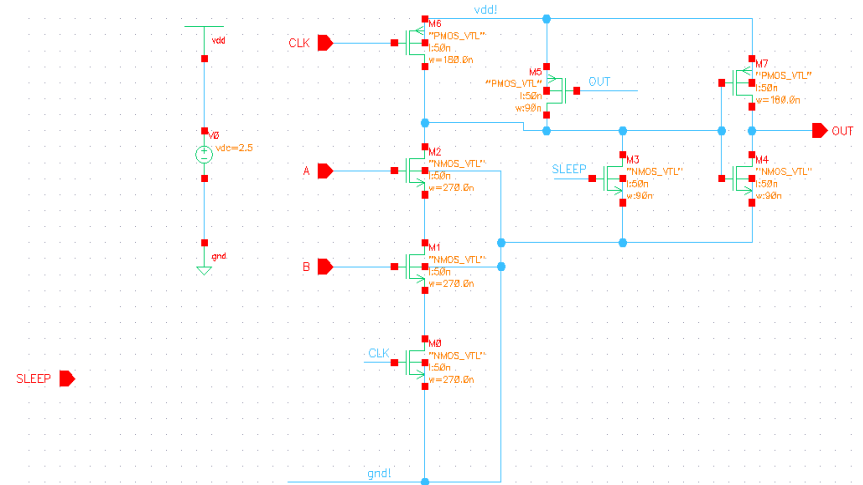 vdd!
M6
"PMOS_VTL"
l:50n
w=180.0n
CLK
vdd
V0
vdc=2.5
gnd
M5
"PMOS_VTL"
l:50n
w:90n
OUT
M7
"PMOS_VTL"
l:50n
w=180.0n
OUT
M2
"NMOS_VTL"
l:50n
w=270.0n
A
M3
"NMOS_VTL"
l:50n
w:90n
SLEEP
M4
"NMOS_VTL"
l:50n
w:90n
M1
"NMOS_VTL"
l:50n
w=270.0n
B
M0
"NMOS_VTL"
l:50n
w=270.0n
CLK
SLEEP
gnd!